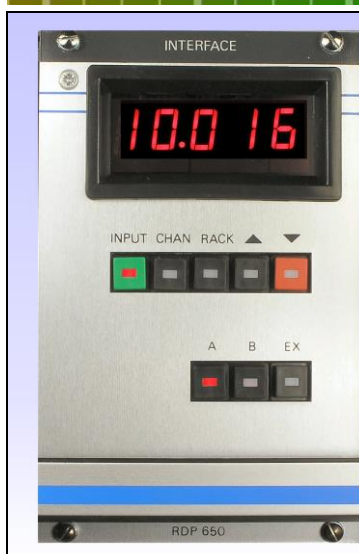 INTERFACE
10.016
INPUT CHAN RACK ▲ ▼
A B EX
RDP 650